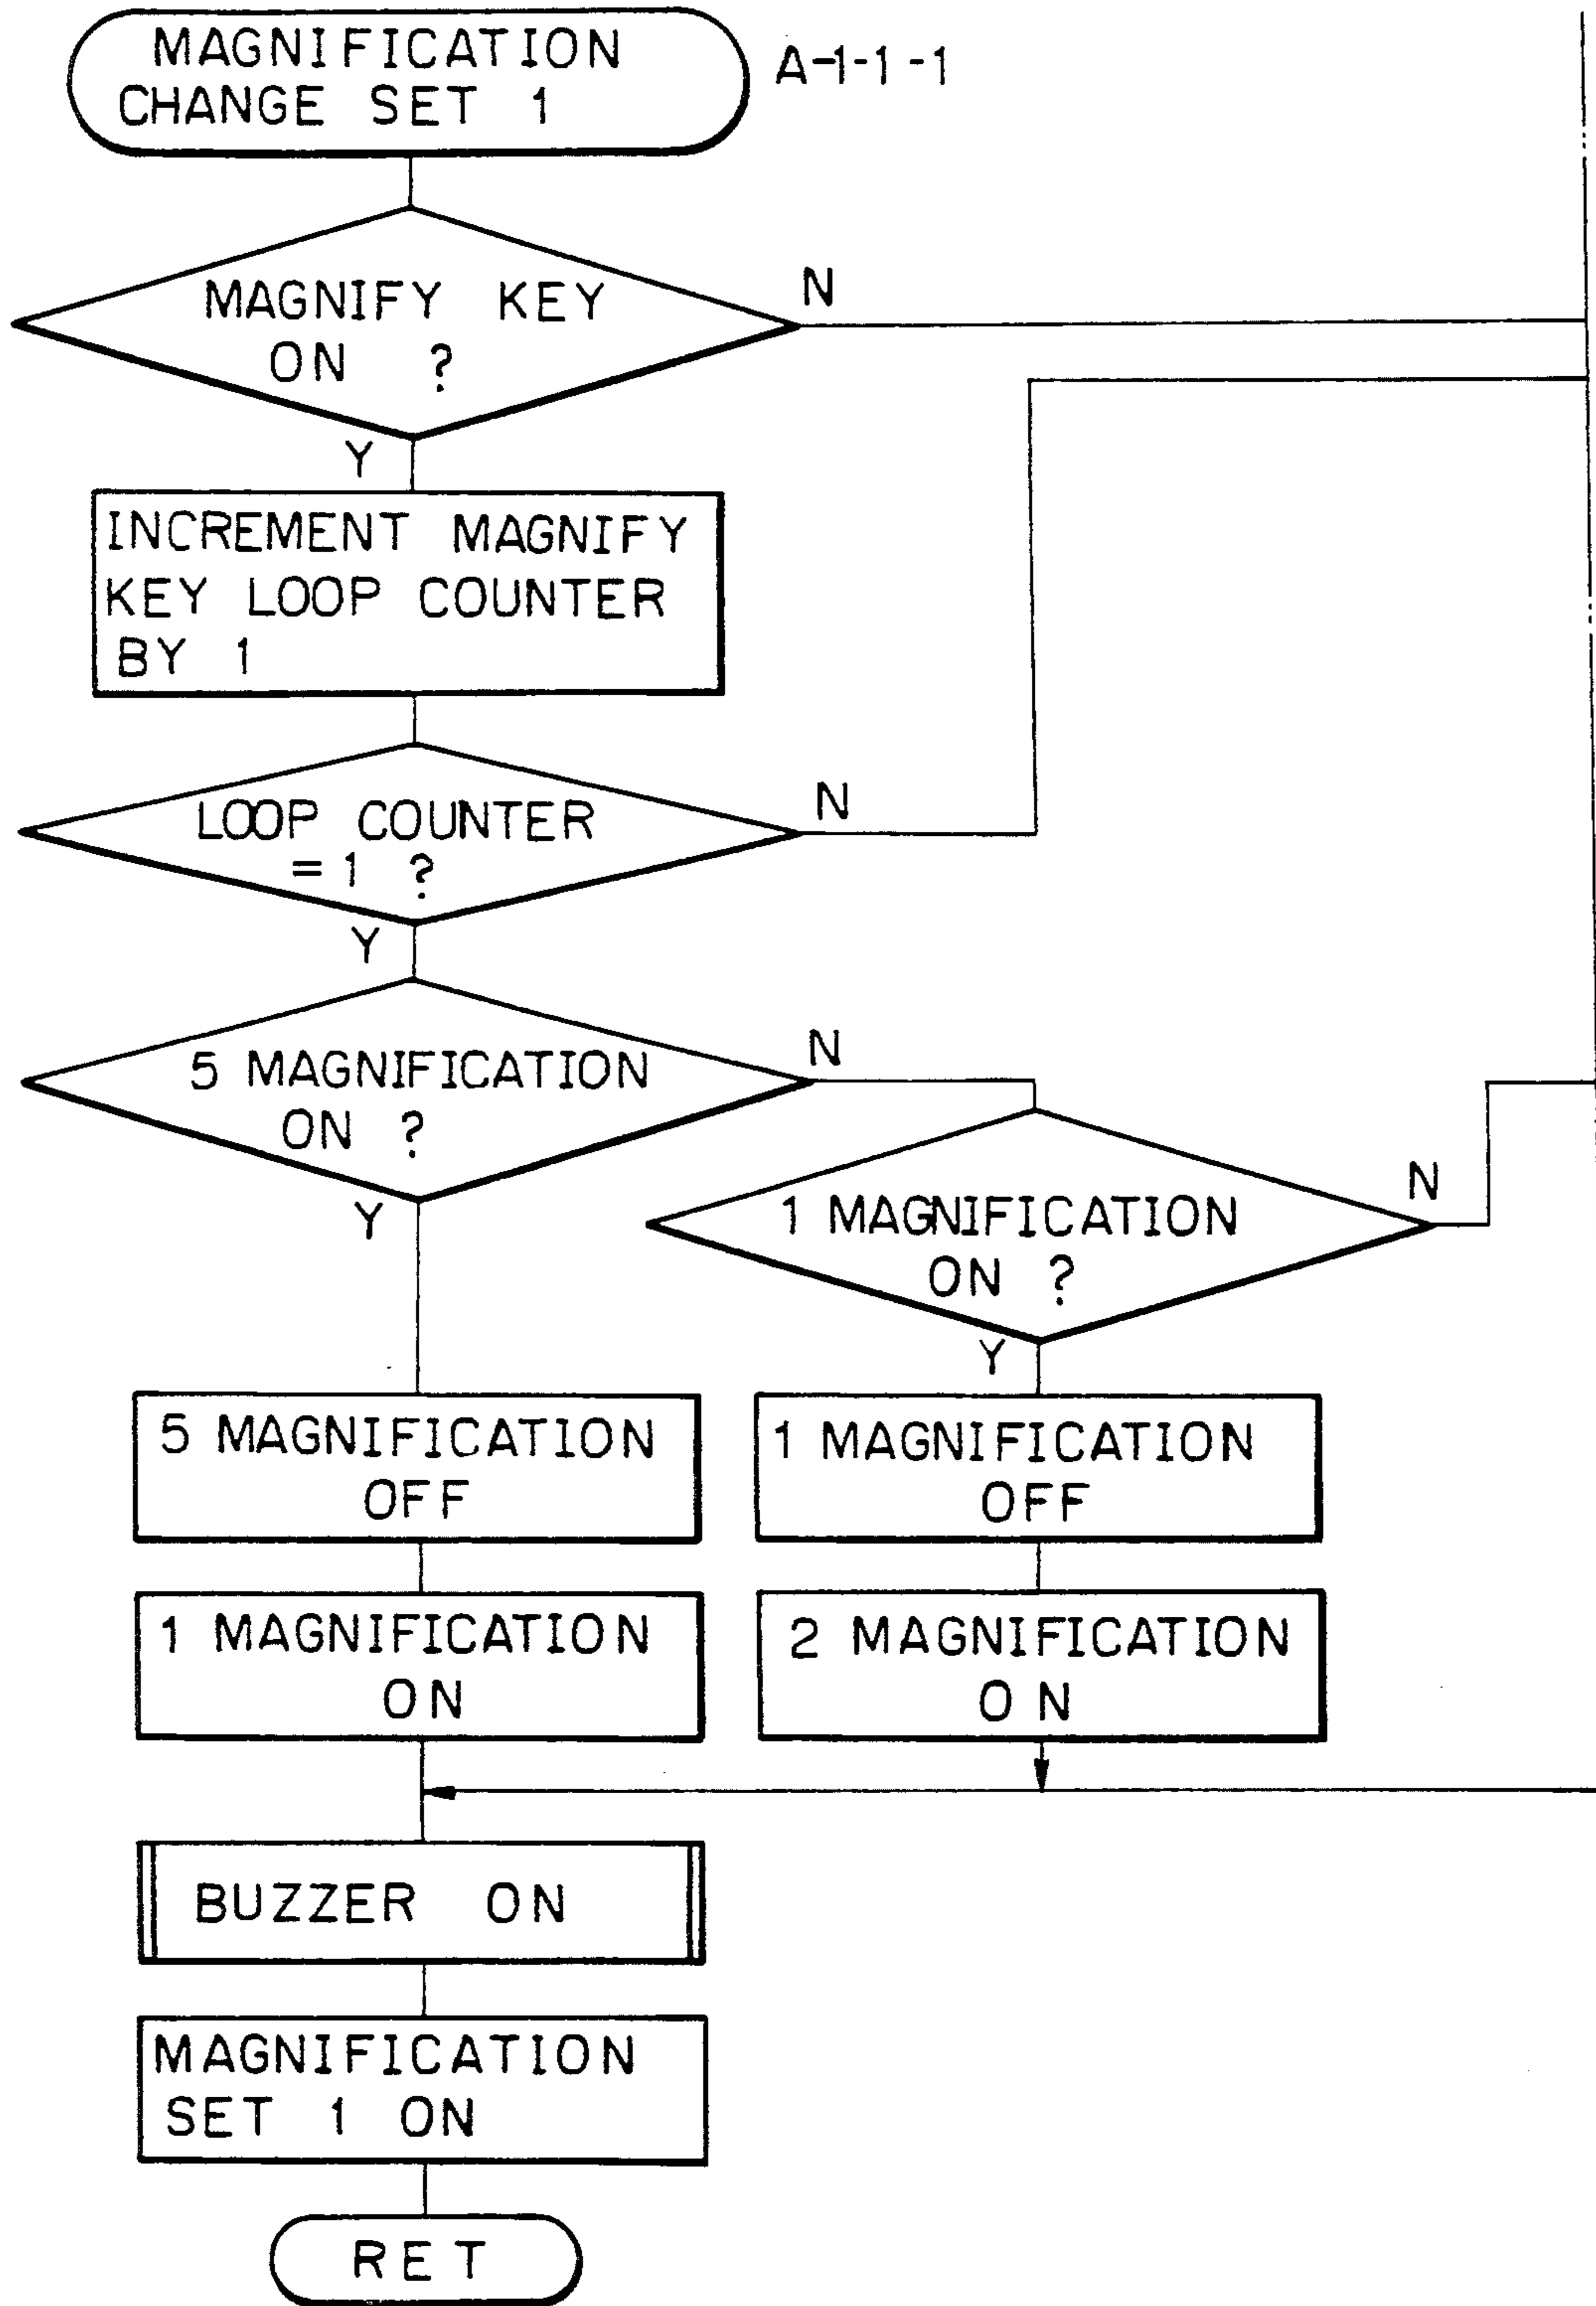 MAGNIFICATION
CHANGE SET 1
A-1-1-1
MAGNIFY KEY
ON ?
N
Y
INCREMENT MAGNIFY
KEY LOOP COUNTER
BY 1
LOOP COUNTER
= 1 ?
N
Y
5 MAGNIFICATION
ON ?
N
Y
1 MAGNIFICATION
ON ?
N
Y
5 MAGNIFICATION
OFF
1 MAGNIFICATION
OFF
1 MAGNIFICATION
ON
2 MAGNIFICATION
ON
BUZZER ON
MAGNIFICATION
SET 1 ON
RET